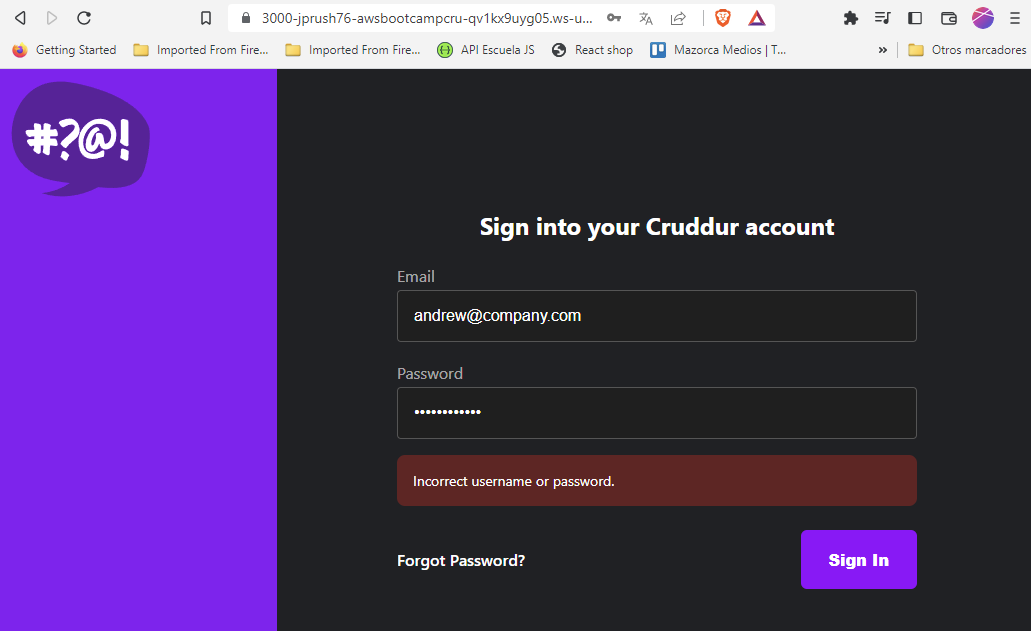 3000-jprush76-awsbootcampcru-qv1kx9uyg05.ws-u...
Getting Started Imported From Fire... Imported From Fire... API Escuela JS React shop Mazorca Medios | T... » Otros marcadores
#?@!
Sign into your Cruddur account
Email
andrew@company.com
Password
••••••••••••
Incorrect username or password.
Forgot Password? Sign In